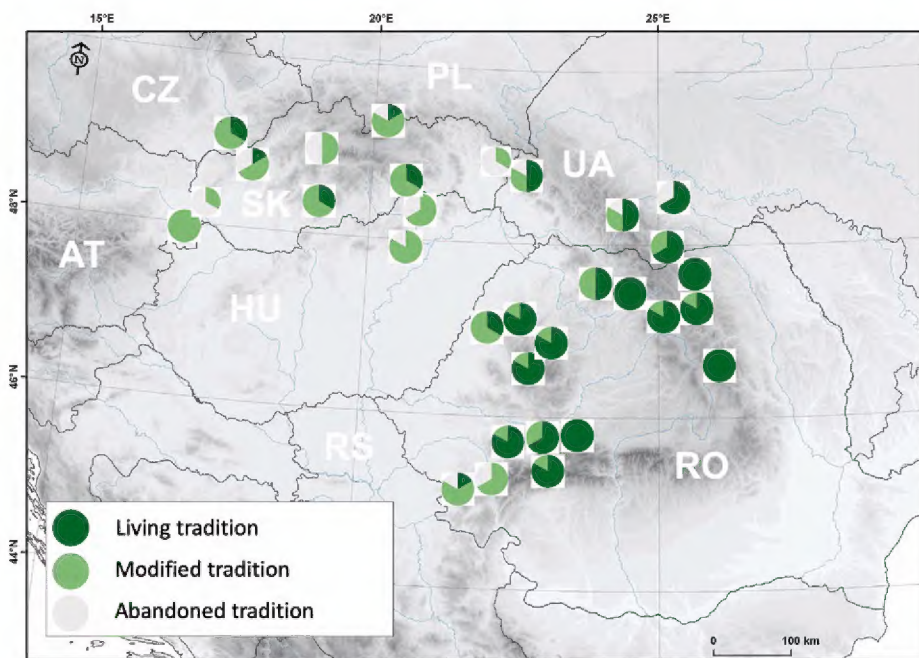 15°E 20°E 25°E
N
CZ PL
UA
48°N SK
AT
HU
46°N
RS
RO
44°N
Living tradition
Modified tradition
Abandoned tradition
0 100 km